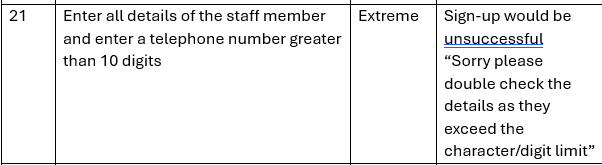 21
Enter all details of the staff member
and enter a telephone number greater
than 10 digits
Extreme
Sign-up would be
unsuccessful
“Sorry please
double check the
details as they
exceed the
character/digit limit”